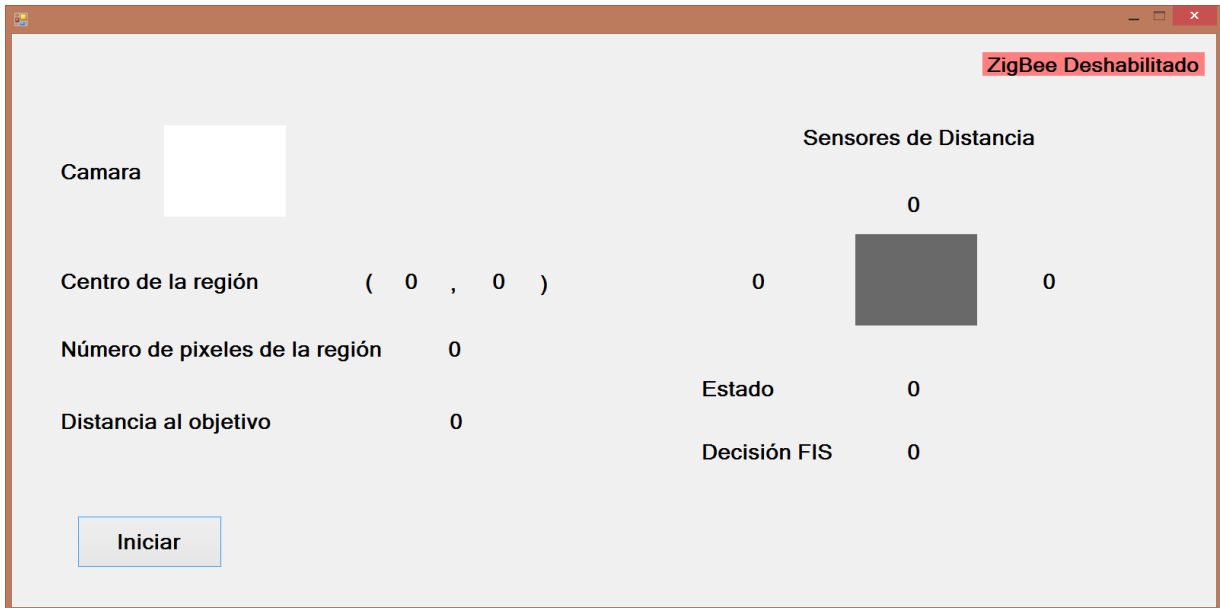 ZigBee Deshabilitado
Camara
Centro de la región ( 0 , 0 )
Número de pixeles de la región 0
Distancia al objetivo 0
Iniciar
Sensores de Distancia
0
0 0
Estado 0
Decisión FIS 0